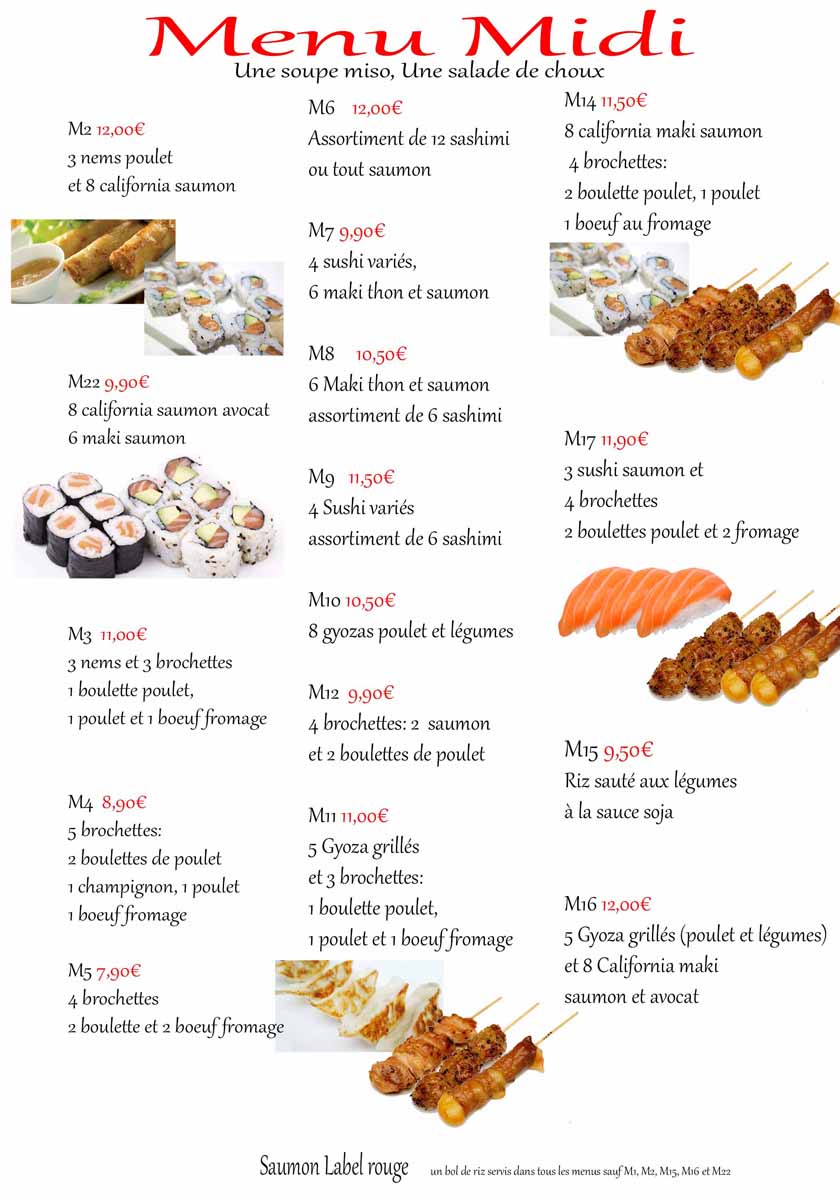 Menu Midi
Une soupe miso, Une salade de choux
M2 12,00€
3 nems poulet
et 8 california saumon
M22 9,90€
8 california saumon avocat
6 maki saumon
M3 11,00€
3 nems et 3 brochettes
1 boulette poulet,
1 poulet et 1 boeuf fromage
M4 8,90€
5 brochettes:
2 boulettes de poulet
1 champignon, 1 poulet
1 boeuf fromage
M5 7,90€
4 brochettes
2 boulette et 2 boeuf fromage
M6 12,00€
Assortiment de 12 sashimi
ou tout saumon
M7 9,90€
4 sushi variés,
6 maki thon et saumon
M8 10,50€
6 Maki thon et saumon
assortiment de 6 sashimi
M9 11,50€
4 Sushi variés
assortiment de 6 sashimi
M10 10,50€
8 gyozas poulet et légumes
M12 9,90€
4 brochettes: 2 saumon
et 2 boulettes de poulet
M11 11,00€
5 Gyoza grillés
et 3 brochettes:
1 boulette poulet,
1 poulet et 1 boeuf fromage
M14 11,50€
8 california maki saumon
4 brochettes:
2 boulette poulet, 1 poulet
1 boeuf au fromage
M17 11,90€
3 sushi saumon et
4 brochettes
2 boulettes poulet et 2 fromage
M15 9,50€
Riz sauté aux légumes
à la sauce soja
M16 12,00€
5 Gyoza grillés (poulet et légumes)
et 8 California maki
saumon et avocat
Saumon Label rouge un bol de riz servis dans tous les menus sauf M1, M2, M15, M16 et M22